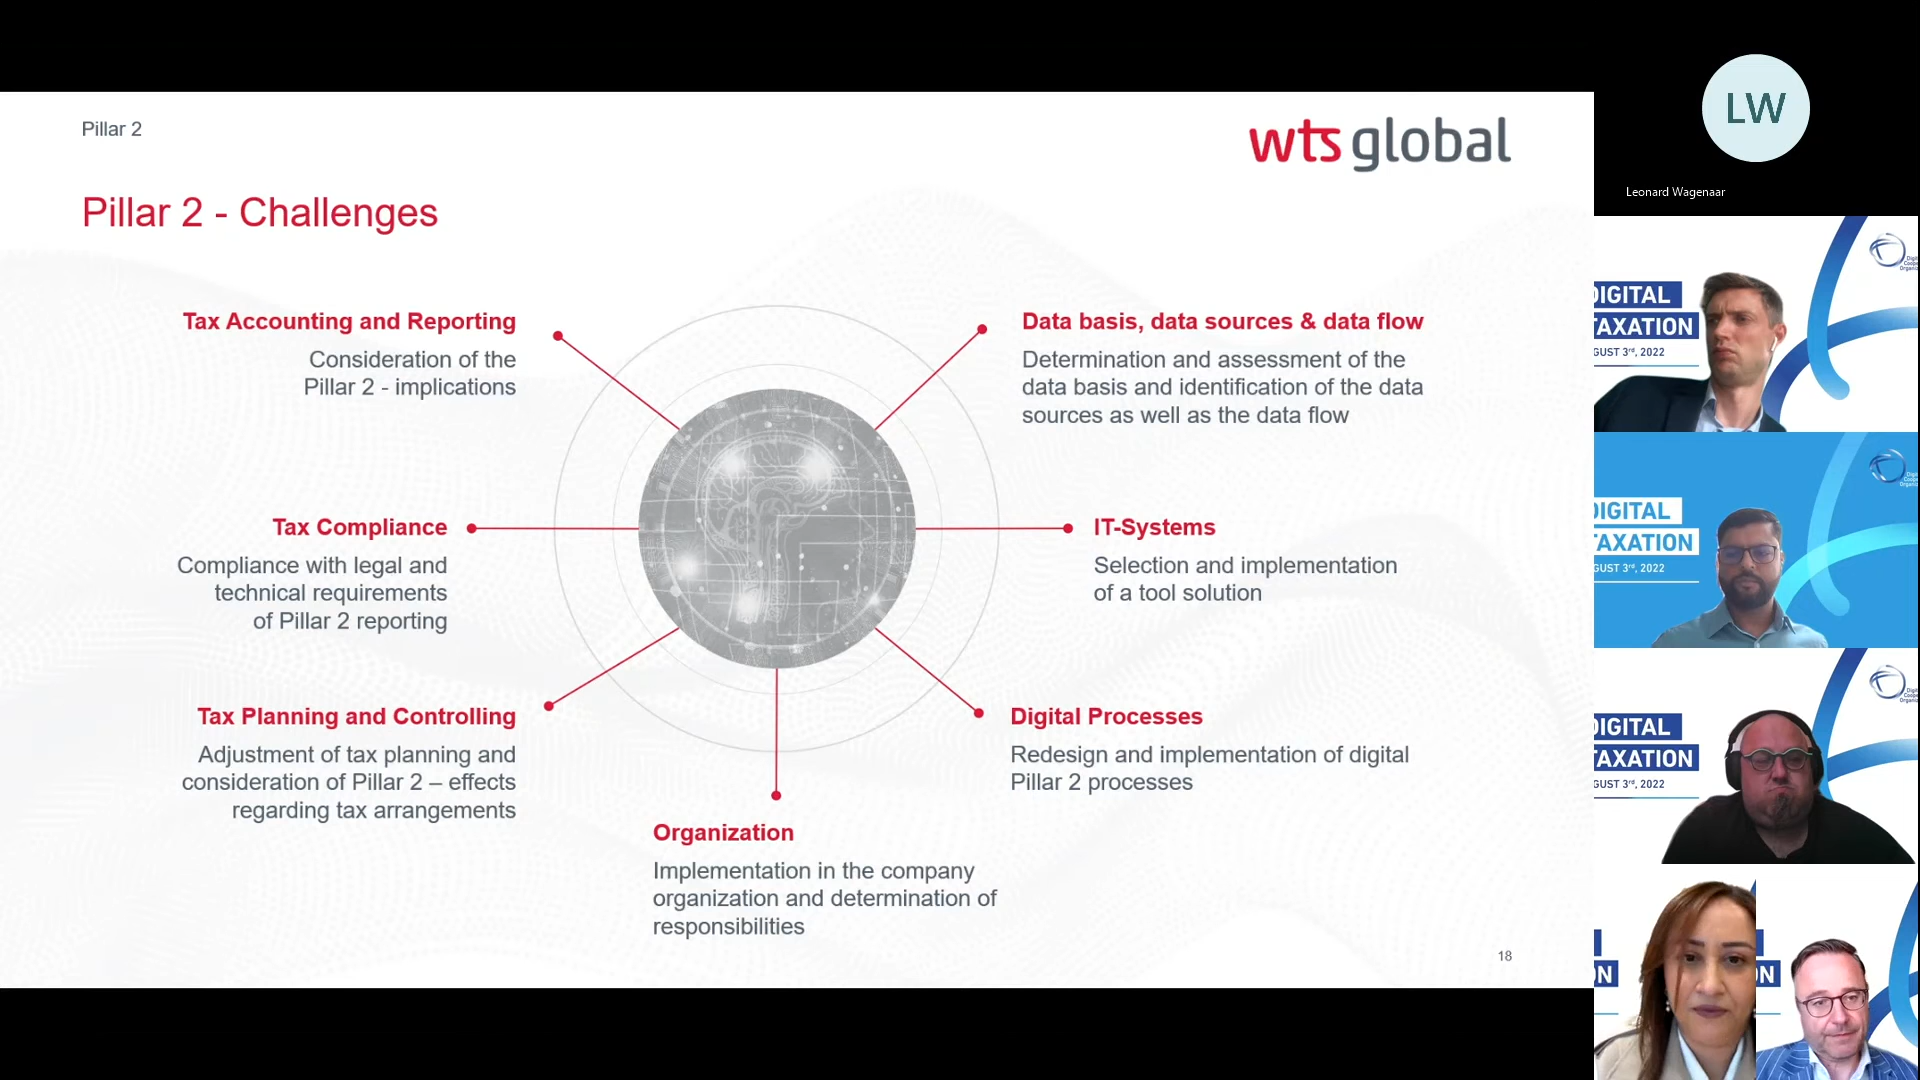 Pillar 2
wts global
Pillar 2 - Challenges
Tax Accounting and Reporting
Consideration of the
Pillar 2 - implications
Data basis, data sources & data flow
Determination and assessment of the
data basis and identification of the data
sources as well as the data flow
Tax Compliance
Compliance with legal and
technical requirements
of Pillar 2 reporting
IT-Systems
Selection and implementation
of a tool solution
Tax Planning and Controlling
Adjustment of tax planning and
consideration of Pillar 2 – effects
regarding tax arrangements
Digital Processes
Redesign and implementation of digital
Pillar 2 processes
Organization
Implementation in the company
organization and determination of
responsibilities
18
LW
Leonard Wagenaar
DIGITAL
TAXATION
GUST 3rd, 2022
DIGITAL
TAXATION
GUST 3rd, 2022
DIGITAL
TAXATION
GUST 3rd, 2022
N
N